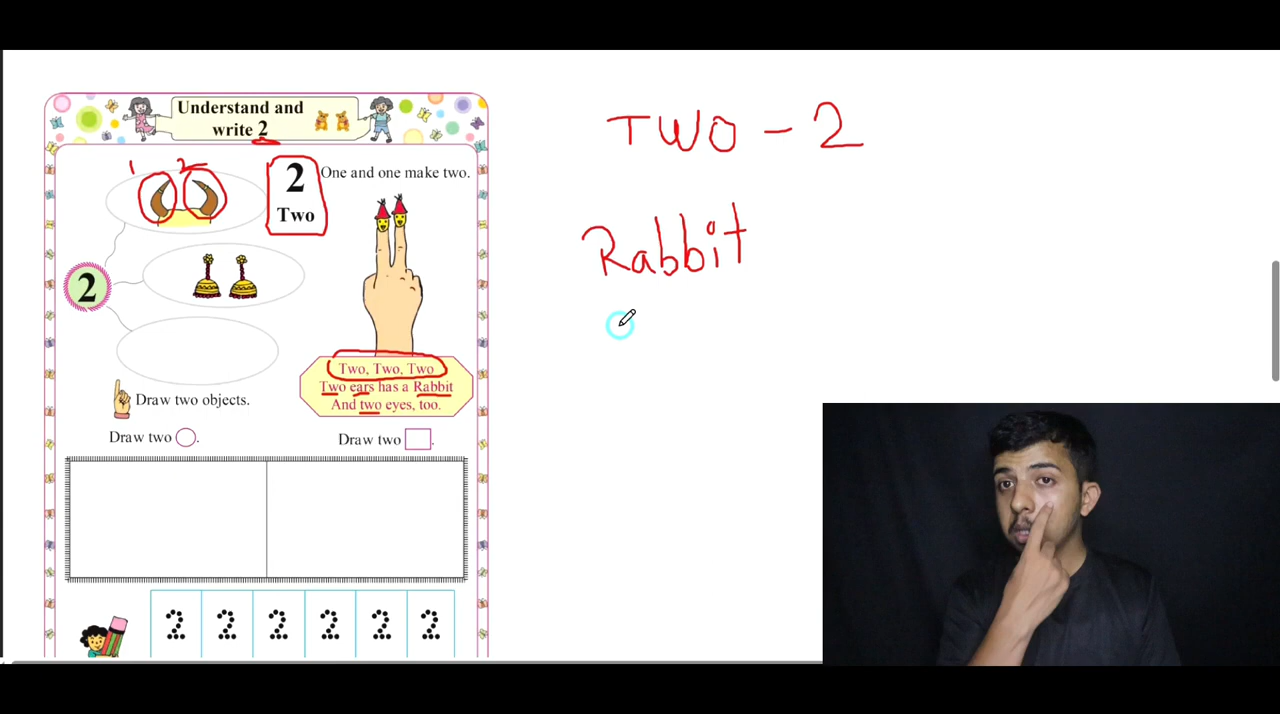 Understand and
write 2
1 2
2
Two
One and one make two.
2
Two, Two, Two
Two ears has a Rabbit
And two eyes, too.
Draw two objects.
Draw two
.
Draw two
.
2 2 2 2 2 2
TWO - 2
Rabbit